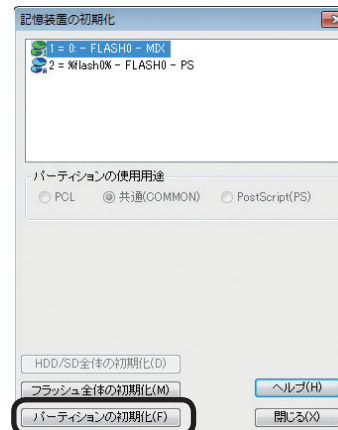 記憶装置の初期化
1 = 0: - FLASH0 - MIX
2 = %flash0% - FLASH0 - PS
パーティションの使用用途
PCL 共通(COMMON) PostScript(PS)
HDD/SD全体の初期化(D)
フラッシュ全体の初期化(M) ヘルプ(H)
パーティションの初期化(F) 閉じる(X)